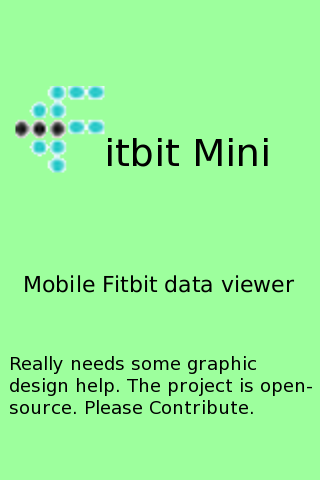 itbit Mini
Mobile Fitbit data viewer
Really needs some graphic
design help. The project is open-
source. Please Contribute.